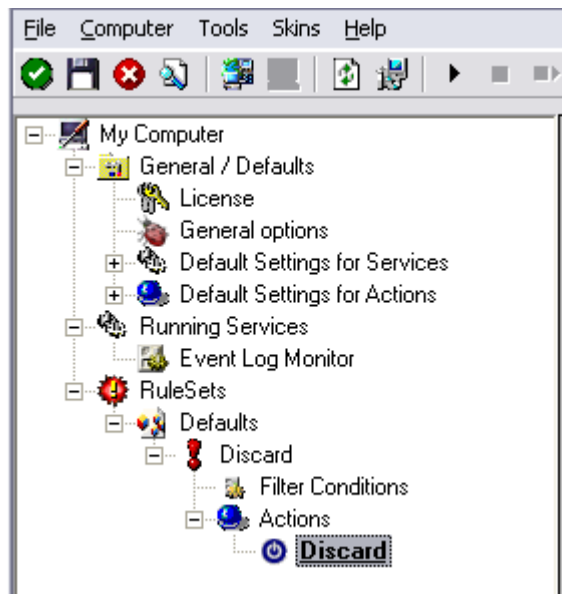 File Computer Tools Skins Help
My Computer
General / Defaults
License
General options
Default Settings for Services
Default Settings for Actions
Running Services
Event Log Monitor
RuleSets
Defaults
Discard
Filter Conditions
Actions
Discard